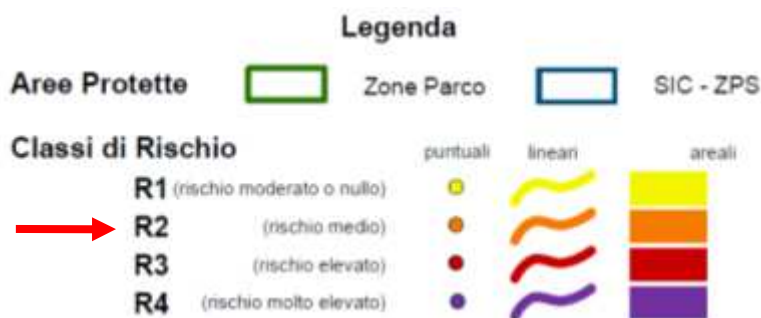 Legenda
Aree Protette Zone Parco SIC - ZPS
Classi di Rischio puntuali lineari areali
R1 (rischio moderato o nullo)
R2 (rischio medio)
R3 (rischio elevato)
R4 (rischio molto elevato)